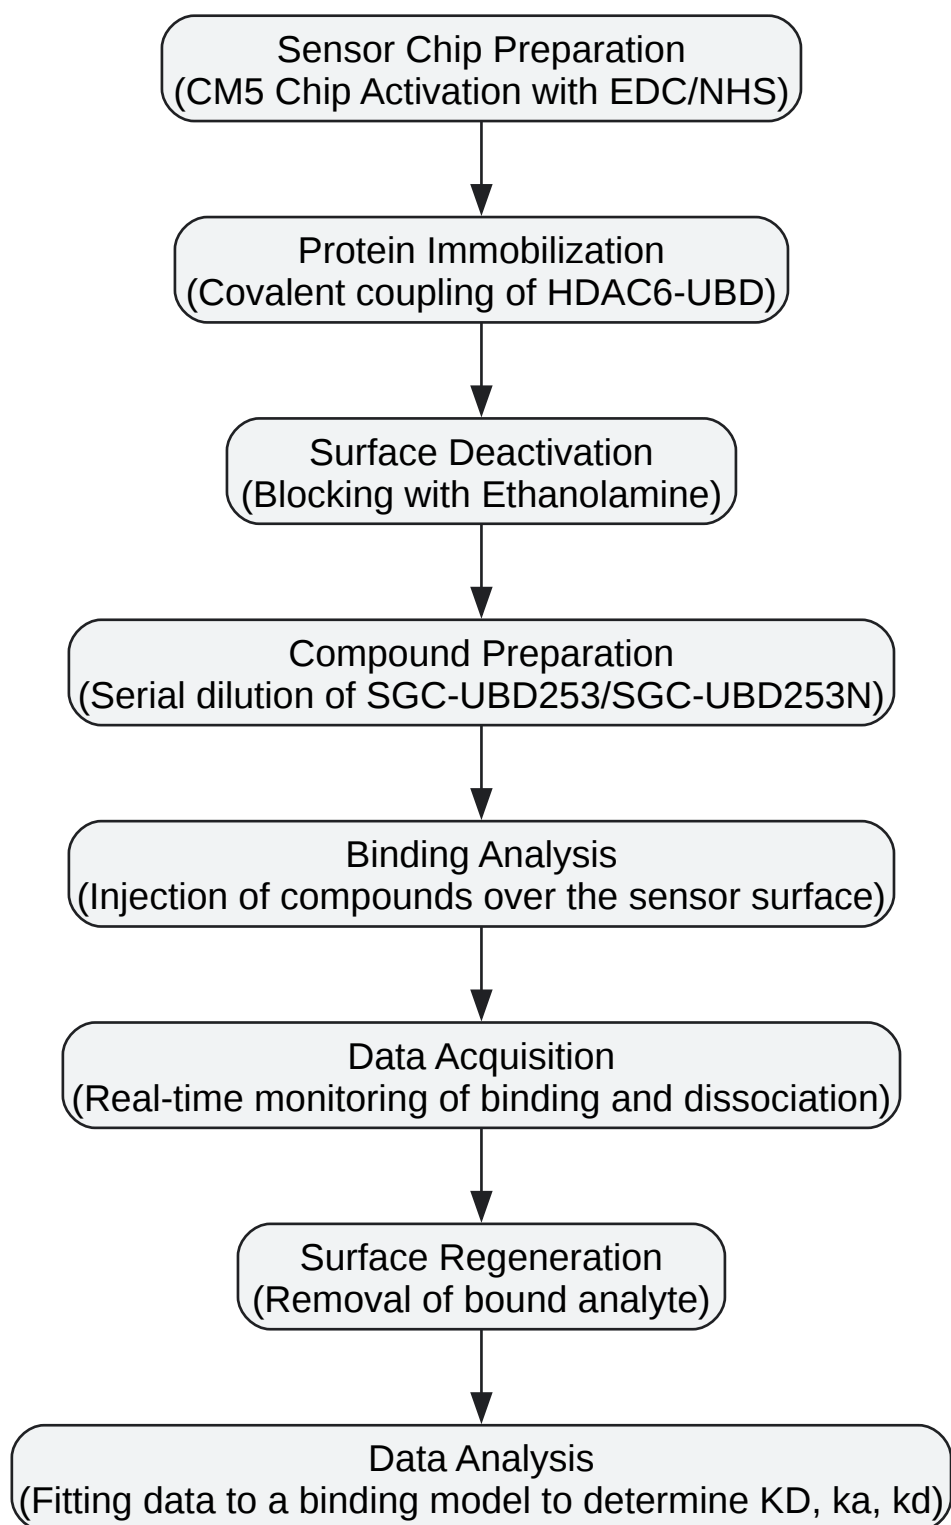 Sensor Chip Preparation
(CM5 Chip Activation with EDC/NHS)
Protein Immobilization
(Covalent coupling of HDAC6-UBD)
Surface Deactivation
(Blocking with Ethanolamine)
Compound Preparation
(Serial dilution of SGC-UBD253/SGC-UBD253N)
Binding Analysis
(Injection of compounds over the sensor surface)
Data Acquisition
(Real-time monitoring of binding and dissociation)
Surface Regeneration
(Removal of bound analyte)
Data Analysis
(Fitting data to a binding model to determine KD, ka, kd)